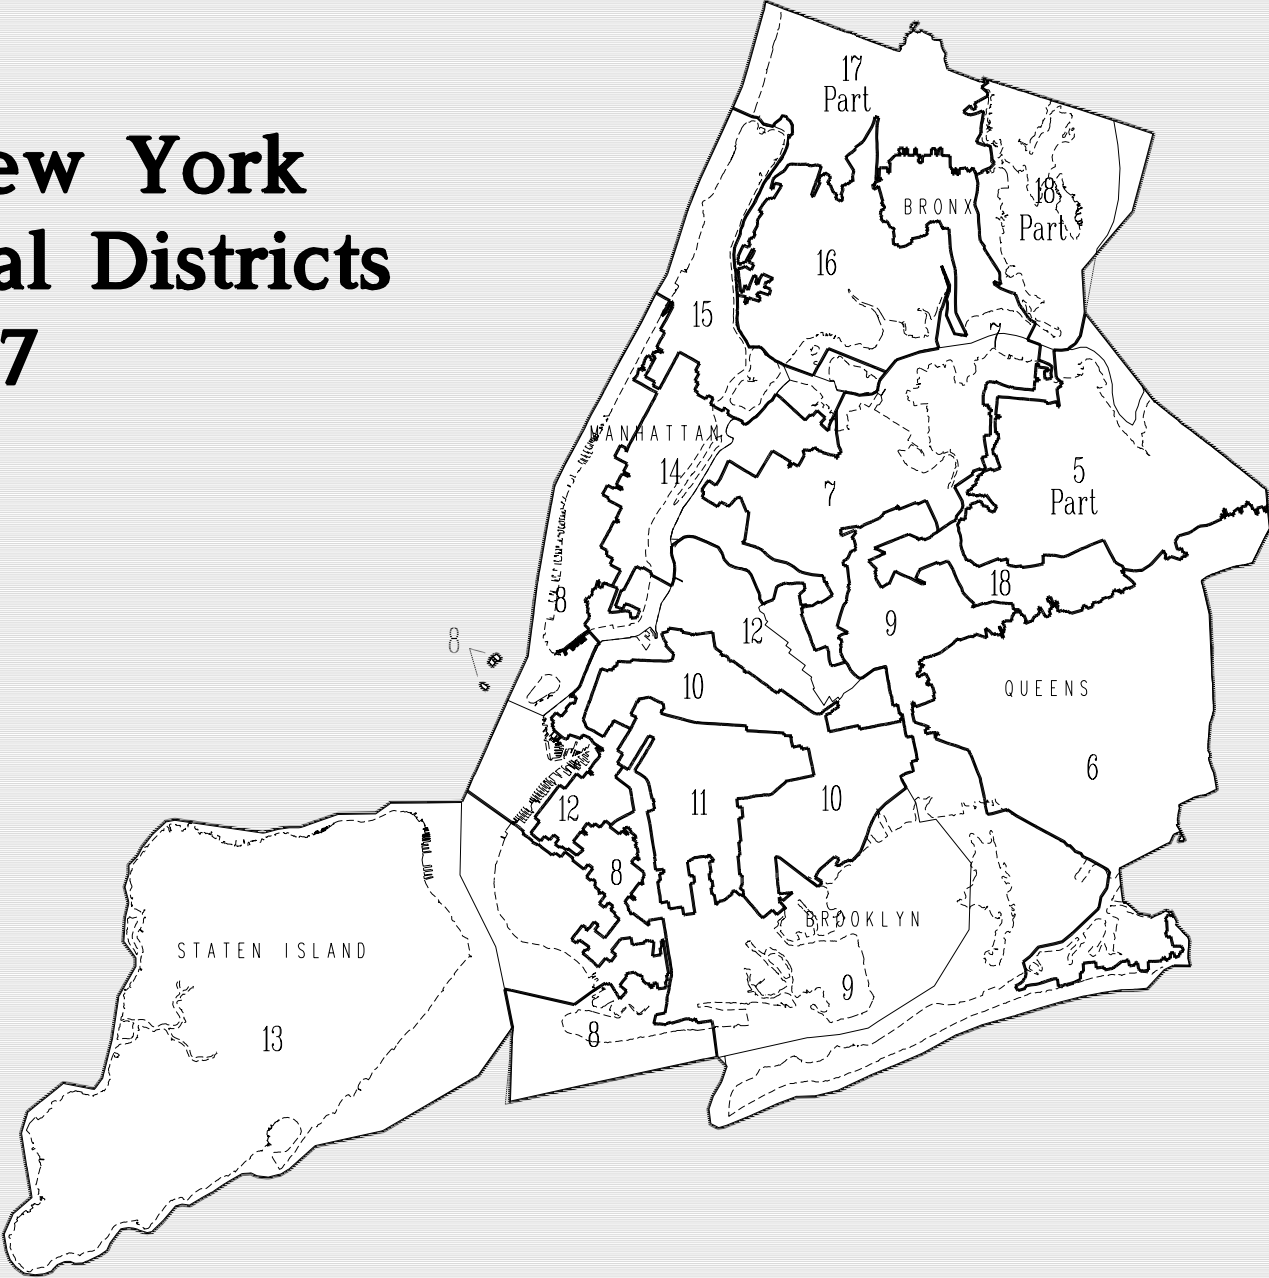 ew York
al Districts
7
17
Part
18
Part
BRONX
16
15
7
MANHATTAN
14
5
Part
7
18
8
9
12
8
10
QUEENS
6
12
11
10
8
BROOKLYN
STATEN ISLAND
9
13
8